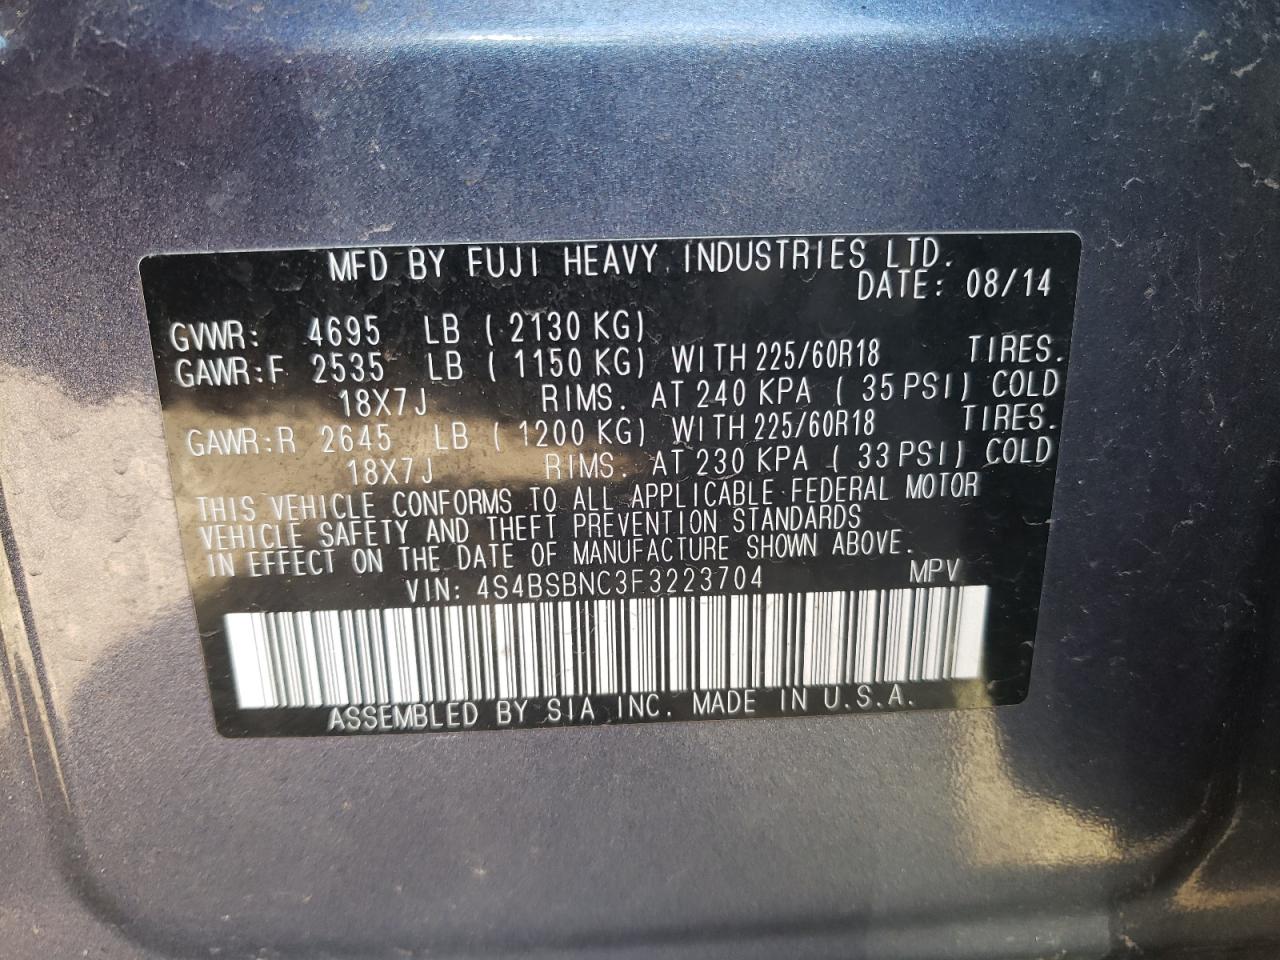 MFD BY FUJI HEAVY INDUSTRIES LTD.
DATE: 08/14
GVWR: 4695 LB ( 2130 KG)
GAWR:F 2535 LB ( 1150 KG) WITH 225/60R18 TIRES.
18X7J RIMS. AT 240 KPA ( 35 PSI) COLD
GAWR:R 2645 LB ( 1200 KG) WITH 225/60R18 TIRES.
18X7J RIMS. AT 230 KPA ( 33 PSI) COLD
THIS VEHICLE CONFORMS TO ALL APPLICABLE FEDERAL MOTOR
VEHICLE SAFETY AND THEFT PREVENTION STANDARDS
IN EFFECT ON THE DATE OF MANUFACTURE SHOWN ABOVE.
VIN: 4S4BSBNC3F3223704 MPV
ASSEMBLED BY SIA INC. MADE IN U.S.A.